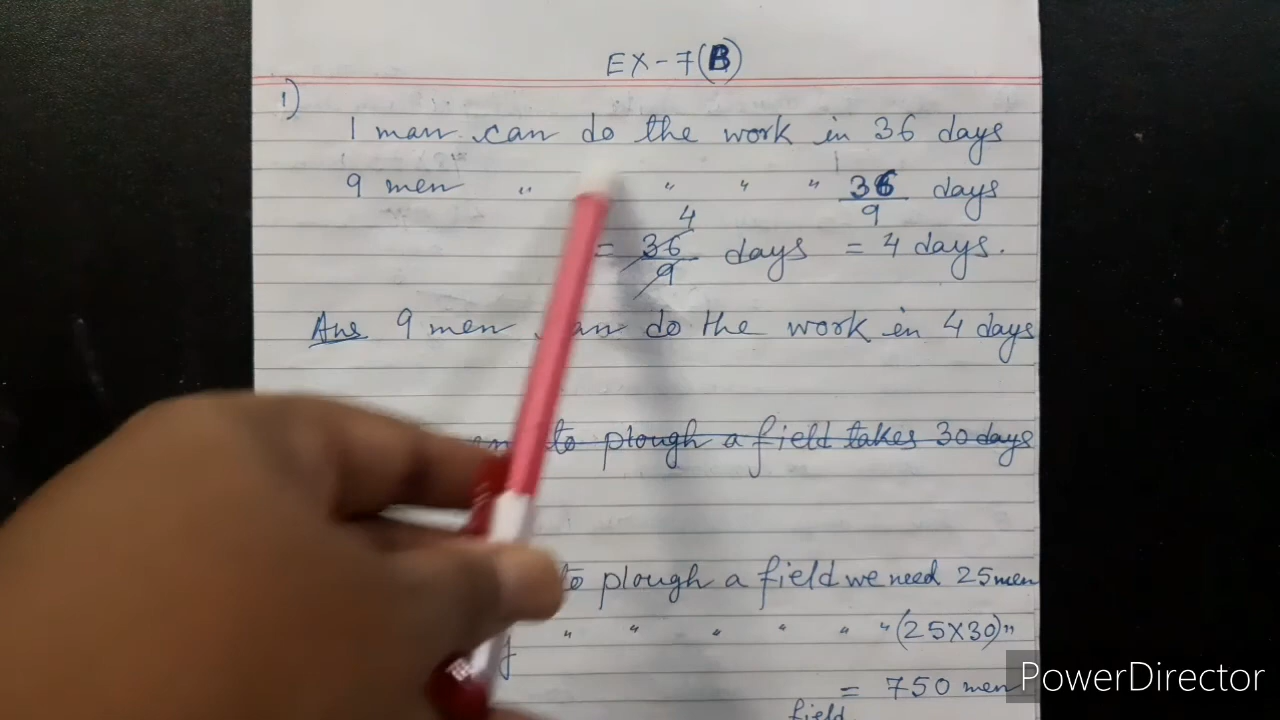 EX-7(B)
1)
1 man can do the work in 36 days
9 men " " " " 36/9 days
4
= 36/9 days = 4 days.
Ans 9 men can do the work in 4 days
to plough a field takes 30 days
to plough a field we need 25 men
" " " " " "(25X30)"
= 750 men
field
PowerDirector